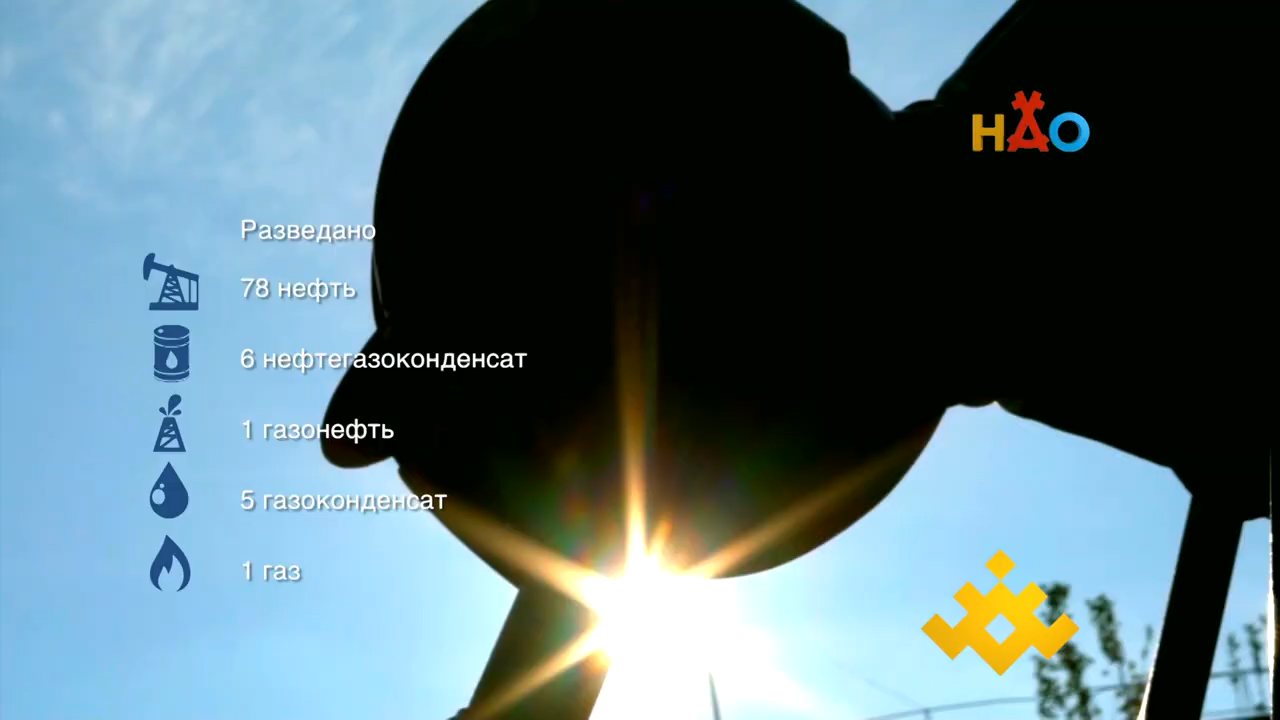 НАО
Разведано
78 нефть
6 нефтегазоконденсат
1 газонефть
5 газоконденсат
1 газ